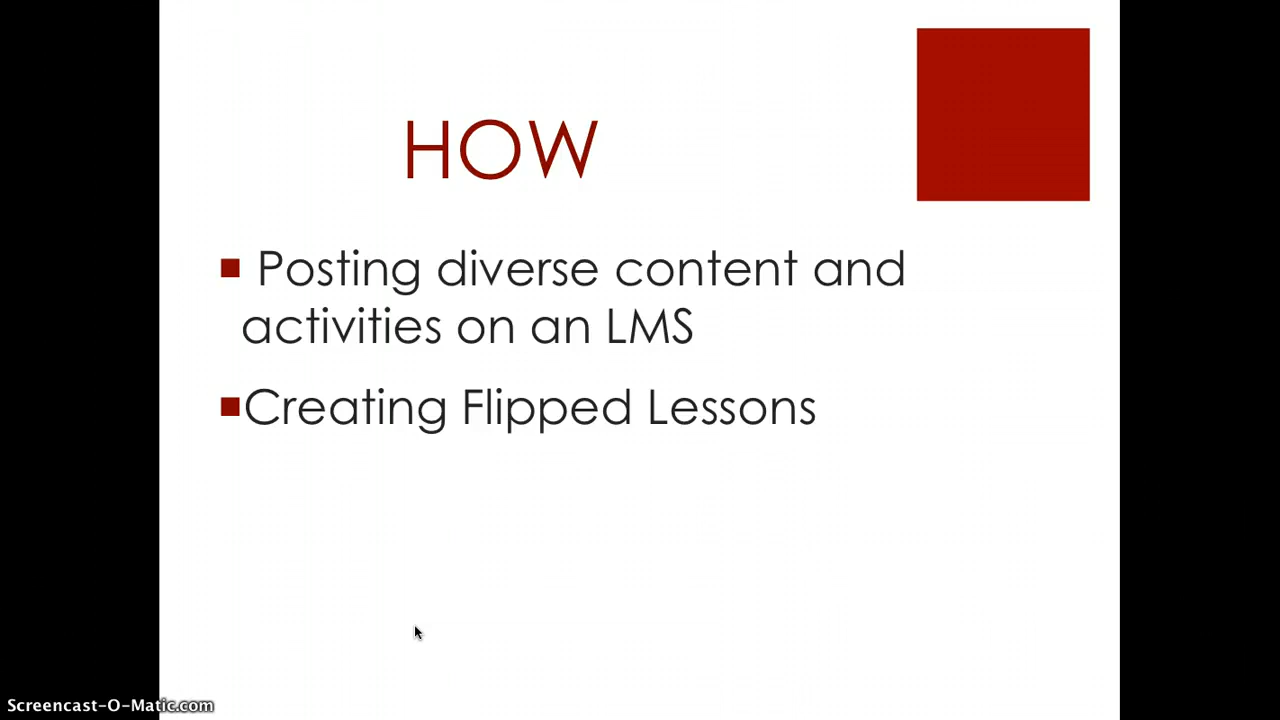 HOW
Posting diverse content and
activities on an LMS
Creating Flipped Lessons
Screencast-O-Matic.com